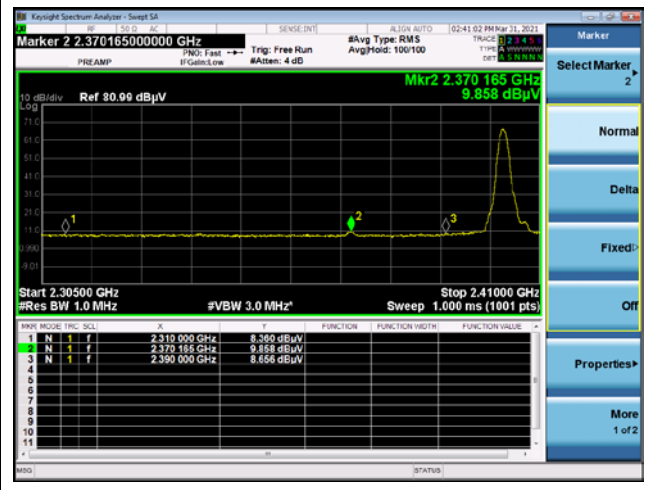 Keysight Spectrum Analyzer - Swept SA
RF 50 Ω AC SENSE:INT ALIGN AUTO 02:41:02 PM Mar 31, 2021
Marker 2 2.370165000000 GHz
PREAMP
PNO: Fast
IFGain:Low
Trig: Free Run
#Atten: 4 dB
#Avg Type: RMS
Avg|Hold: 100/100
TRACE 1 2 3 4 5 6
TYPE
DET A S N N N N
Mkr2 2.370 165 GHz
9.858 dBµV
10 dB/div Ref 80.99 dBµV
Log
71.0
61.0
51.0
41.0
31.0
21.0
11.0
0.990
-9.01
1
2
3
Start 2.30500 GHz Stop 2.41000 GHz
#Res BW 1.0 MHz #VBW 3.0 MHz* Sweep 1.000 ms (1001 pts)
MKR MODE TRC SCL X Y FUNCTION FUNCTION WIDTH FUNCTION VALUE
1 N 1 f 2.310 000 GHz 8.360 dBµV
2 N 1 f 2.370 165 GHz 9.858 dBµV
3 N 1 f 2.390 000 GHz 8.656 dBµV
4
5
6
7
8
9
10
11
MSG STATUS
Marker
Select Marker
2
Normal
Delta
Fixed
Off
Properties
More
1 of 2